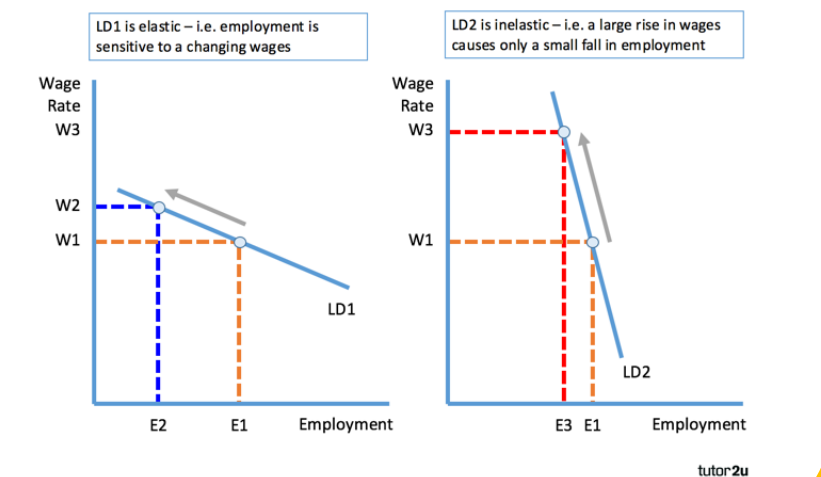 LD1 is elastic – i.e. employment is
sensitive to a changing wages
LD2 is inelastic – i.e. a large rise in wages
causes only a small fall in employment
Wage
Rate
W3
W2
W1
LD1
E2
E1
Employment
Wage
Rate
W3
W1
LD2
E3
E1
Employment
tutor2u